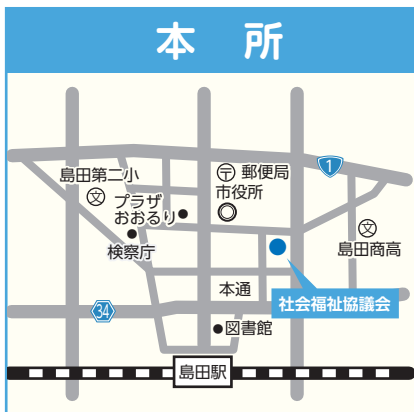 本 所
1
島田第二小
文
〒 郵便局
市役所
プラザ
おおるり
文
島田商高
検察庁
本通
社会福祉協議会
34
図書館
島田駅